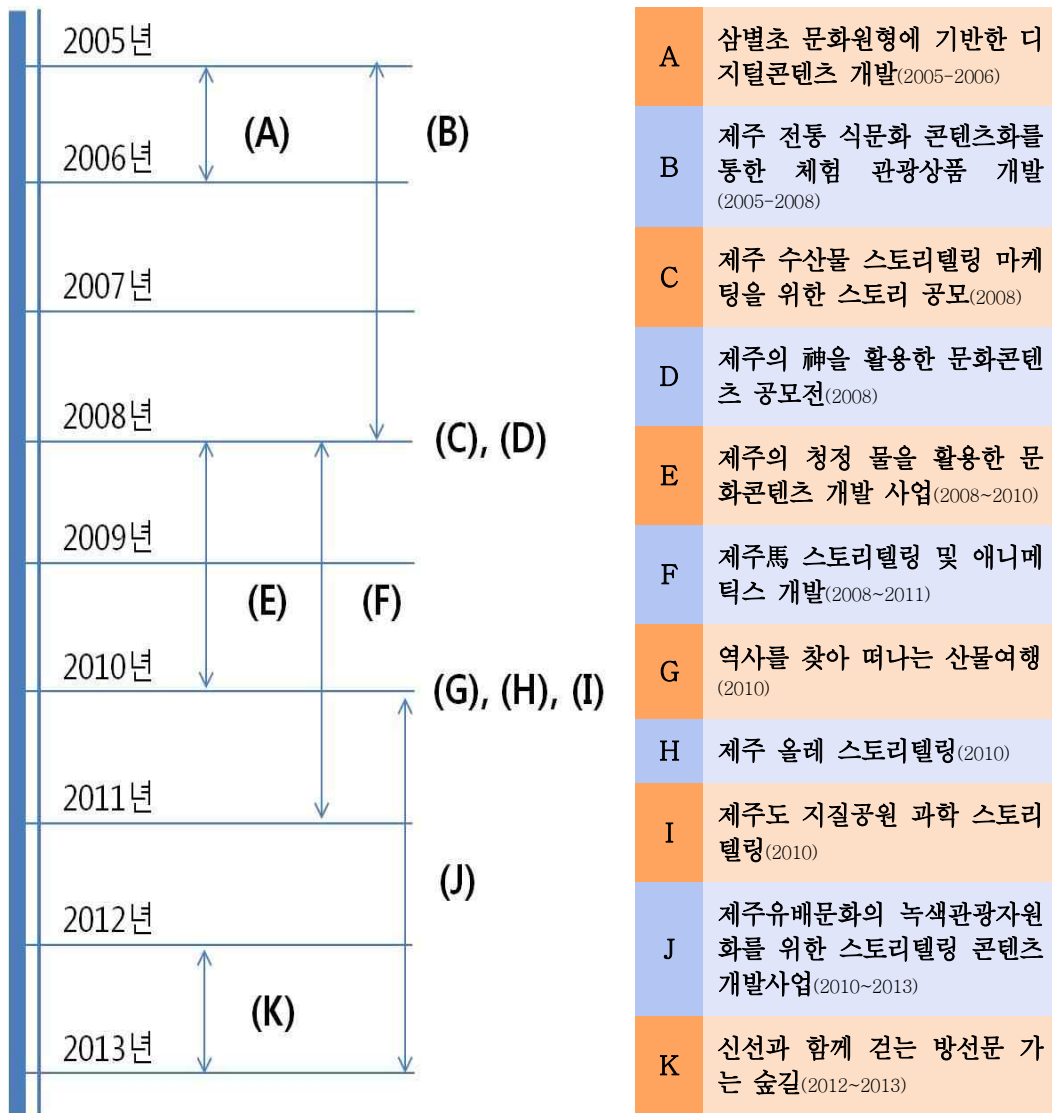 2005년
(A)
(B)
2006년
2007년
2008년
(C), (D)
2009년
(E)
(F)
2010년
(G), (H), (I)
2011년
(J)
2012년
(K)
2013년
A
삼별초 문화원형에 기반한 디
지털콘텐츠 개발(2005-2006)
B
제주 전통 식문화 콘텐츠화를
통한 체험 관광상품 개발
(2005-2008)
C
제주 수산물 스토리텔링 마케
팅을 위한 스토리 공모(2008)
D
제주의 神을 활용한 문화콘텐
츠 공모전(2008)
E
제주의 청정 물을 활용한 문
화콘텐츠 개발 사업(2008~2010)
F
제주馬 스토리텔링 및 애니메
틱스 개발(2008~2011)
G
역사를 찾아 떠나는 산물여행
(2010)
H
제주 올레 스토리텔링(2010)
I
제주도 지질공원 과학 스토리
텔링(2010)
J
제주유배문화의 녹색관광자원
화를 위한 스토리텔링 콘텐츠
개발사업(2010~2013)
K
신선과 함께 걷는 방선문 가
는 숲길(2012~2013)